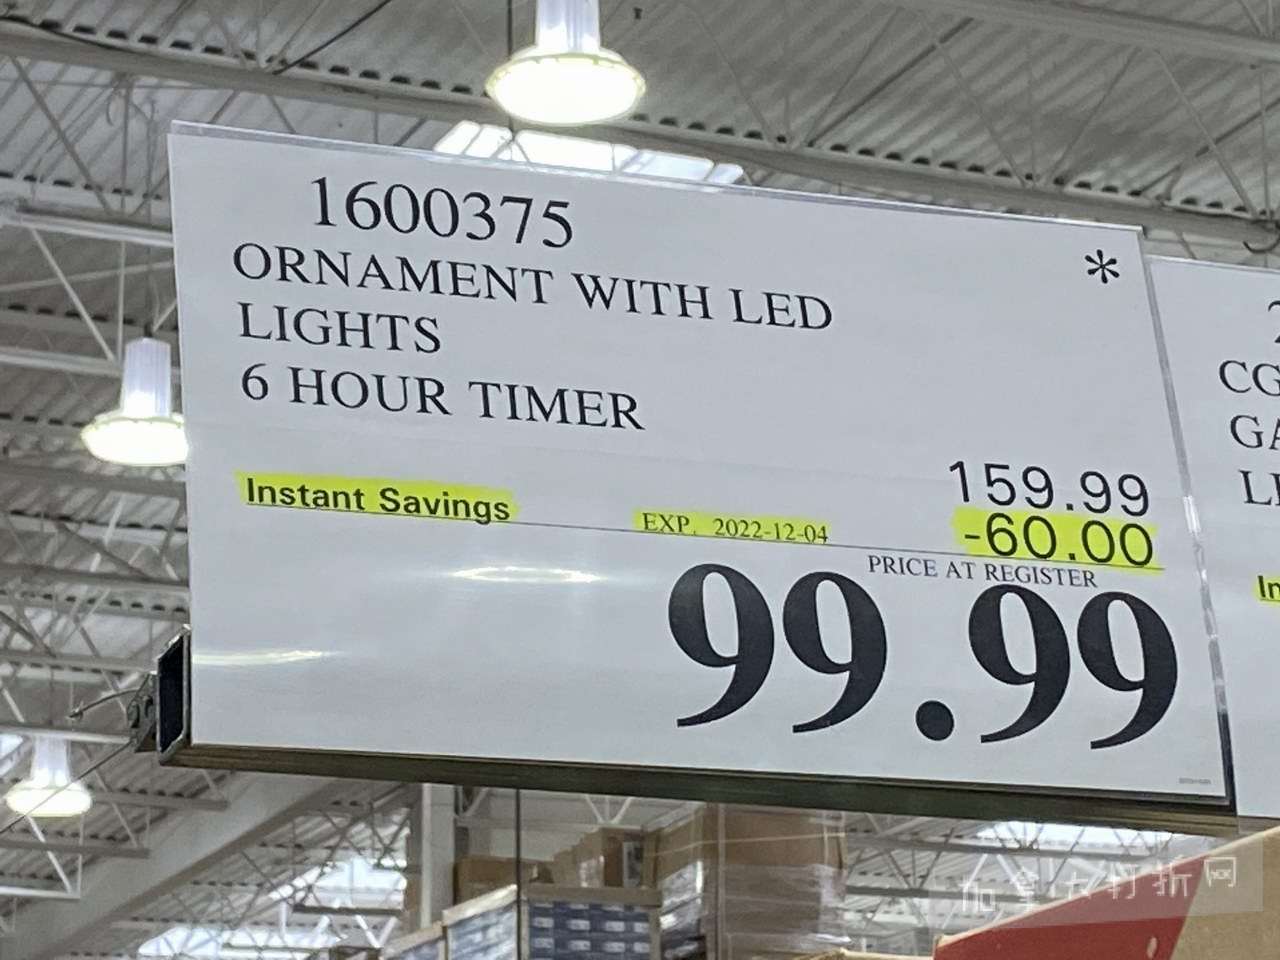 1600375
*
ORNAMENT WITH LED
LIGHTS
6 HOUR TIMER
159.99
Instant Savings EXP. 2022-12-04 -60.00
PRICE AT REGISTER
99.99
CG
GA
LI
In
加拿大打折网